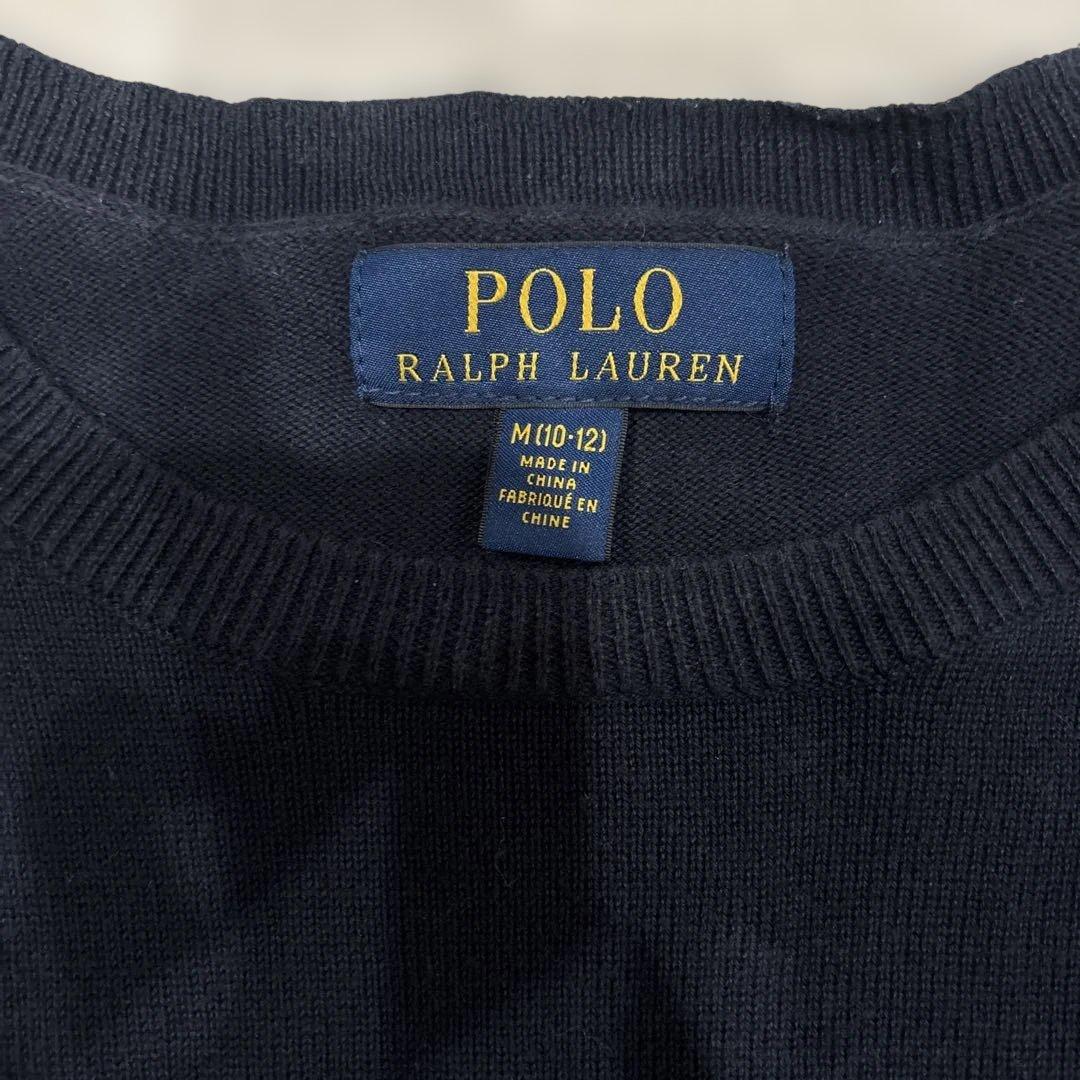 POLO
RALPH LAUREN
M(10·12)
MADE IN
CHINA
FABRIQUÉ EN
CHINE